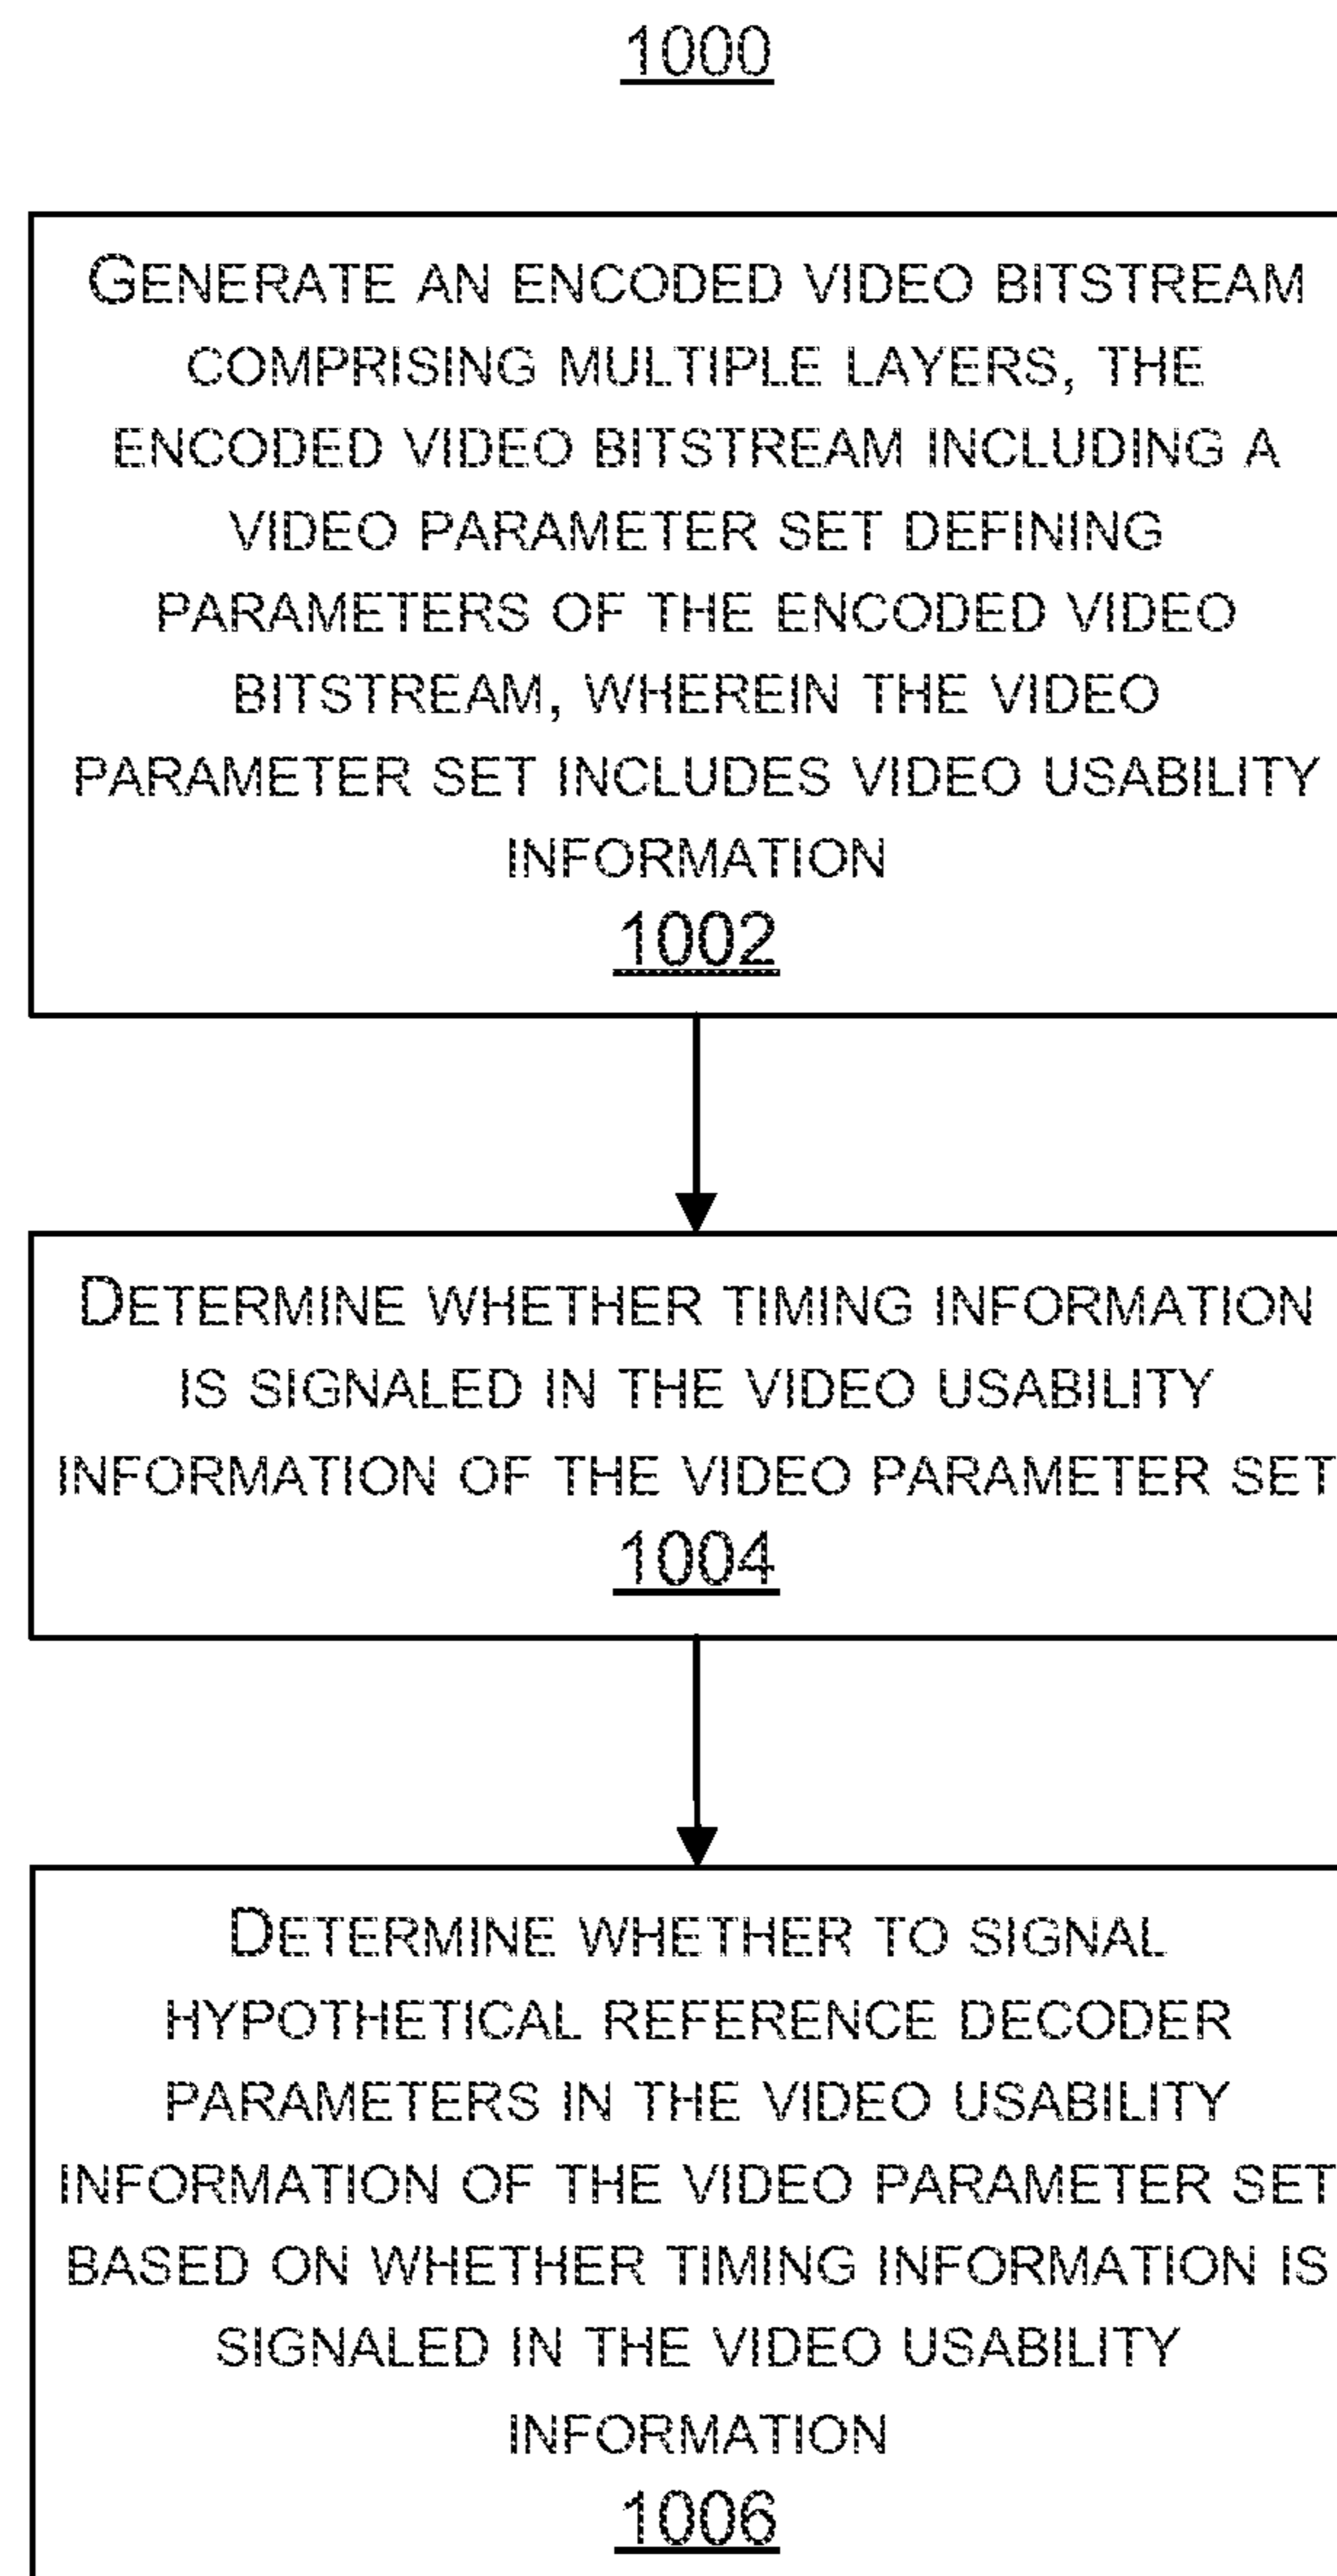 1000
GENERATE AN ENCODED VIDEO BITSTREAM
COMPRISING MULTIPLE LAYERS, THE
ENCODED VIDEO BITSTREAM INCLUDING A
VIDEO PARAMETER SET DEFINING
PARAMETERS OF THE ENCODED VIDEO
BITSTREAM, WHEREIN THE VIDEO
PARAMETER SET INCLUDES VIDEO USABILITY
INFORMATION
1002
DETERMINE WHETHER TIMING INFORMATION
IS SIGNALED IN THE VIDEO USABILITY
INFORMATION OF THE VIDEO PARAMETER SET
1004
DETERMINE WHETHER TO SIGNAL
HYPOTHETICAL REFERENCE DECODER
PARAMETERS IN THE VIDEO USABILITY
INFORMATION OF THE VIDEO PARAMETER SET
BASED ON WHETHER TIMING INFORMATION IS
SIGNALED IN THE VIDEO USABILITY
INFORMATION
1006